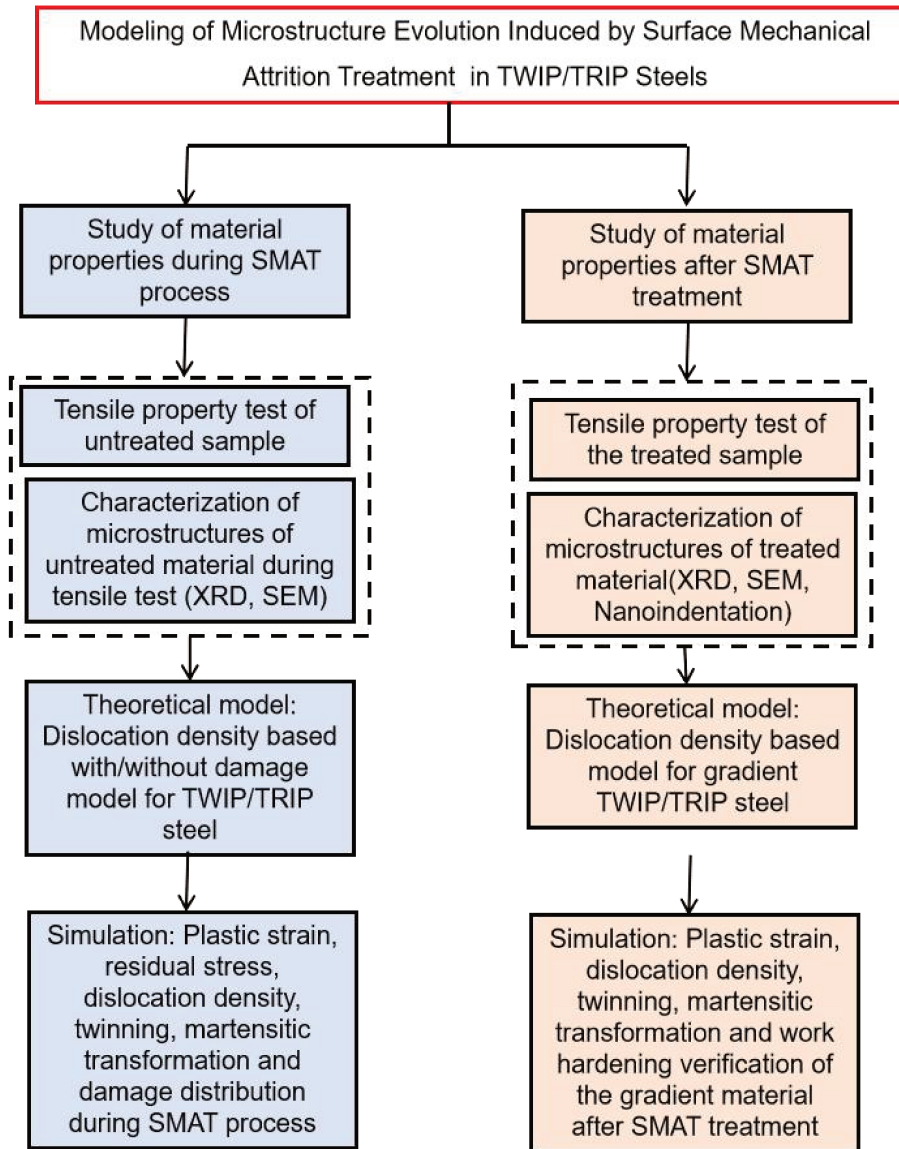 Modeling of Microstructure Evolution Induced by Surface Mechanical
Attrition Treatment in TWIP/TRIP Steels
Study of material
properties during SMAT
process
Tensile property test of
untreated sample
Characterization of
microstructures of
untreated material during
tensile test (XRD, SEM)
Theoretical model:
Dislocation density based
with/without damage
model for TWIP/TRIP
steel
Simulation: Plastic strain,
residual stress,
dislocation density,
twinning, martensitic
transformation and
damage distribution
during SMAT process
Study of material
properties after SMAT
treatment
Tensile property test of
the treated sample
Characterization of
microstructures of treated
material(XRD, SEM,
Nanoindentation)
Theoretical model:
Dislocation density based
model for gradient
TWIP/TRIP steel
Simulation: Plastic strain,
dislocation density,
twinning, martensitic
transformation and work
hardening verification of
the gradient material
after SMAT treatment